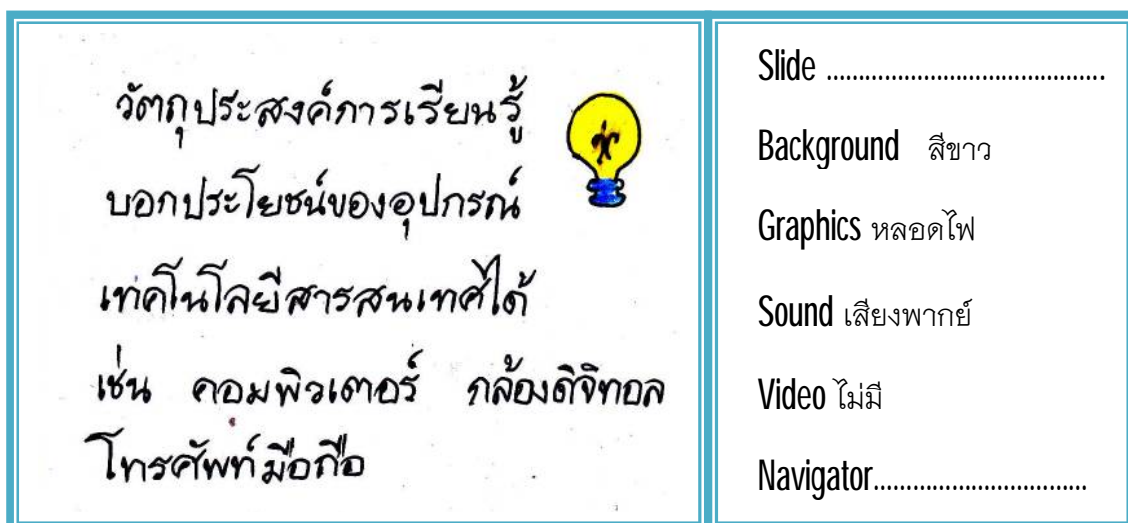 วัตถุประสงค์การเรียนรู้
บอกประโยชน์ของอุปกรณ์
เทคโนโลยีสารสนเทศได้
เช่น คอมพิวเตอร์ กล้องดิจิทอล
โทรศัพท์มือถือ
Slide ...........................................
Background สีขาว
Graphics หลอดไฟ
Sound เสียงพากย์
Video ไม่มี
Navigator.................................